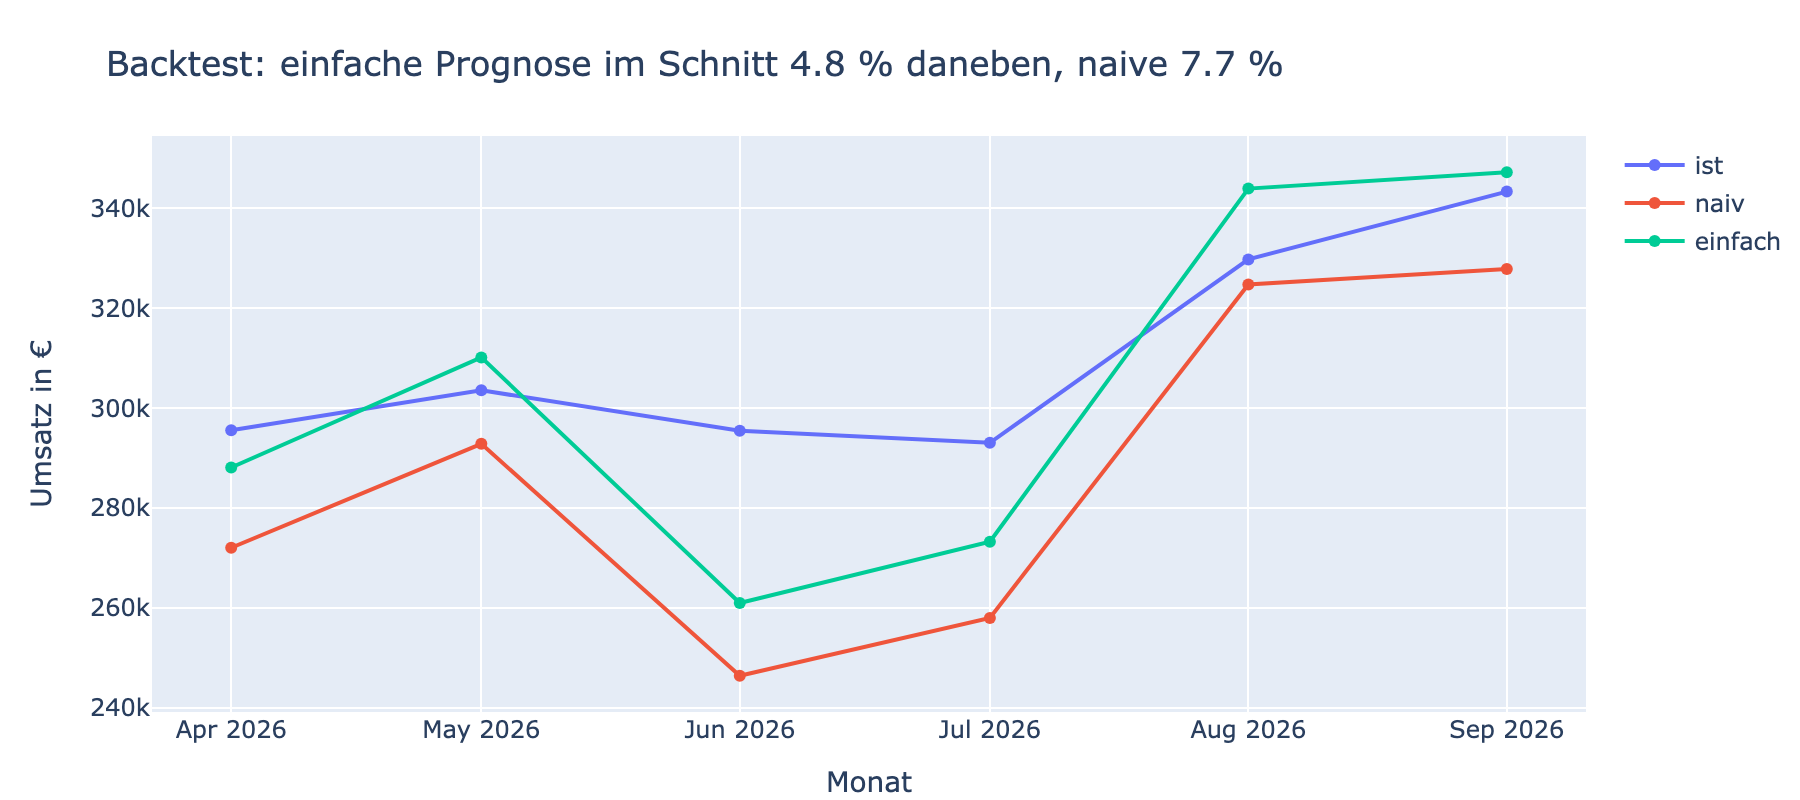 Backtest: einfache Prognose im Schnitt 4.8 % daneben, naive 7.7 %
ist
naiv
einfach
Umsatz in €
340k
320k
300k
280k
260k
240k
Apr 2026
May 2026
Jun 2026
Jul 2026
Aug 2026
Sep 2026
Monat